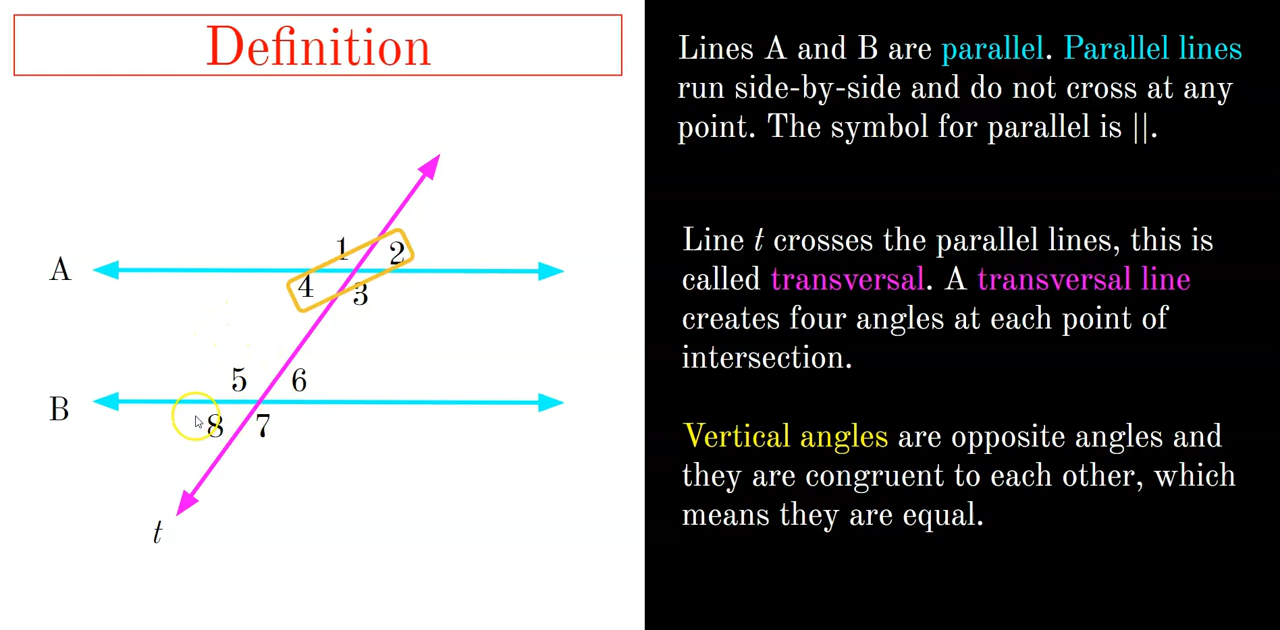 Definition
Lines A and B are parallel. Parallel lines
run side-by-side and do not cross at any
point. The symbol for parallel is ||.
Line t crosses the parallel lines, this is
called transversal. A transversal line
creates four angles at each point of
intersection.
Vertical angles are opposite angles and
they are congruent to each other, which
means they are equal.
1
2
A
4
3
5
6
B
8
7
t